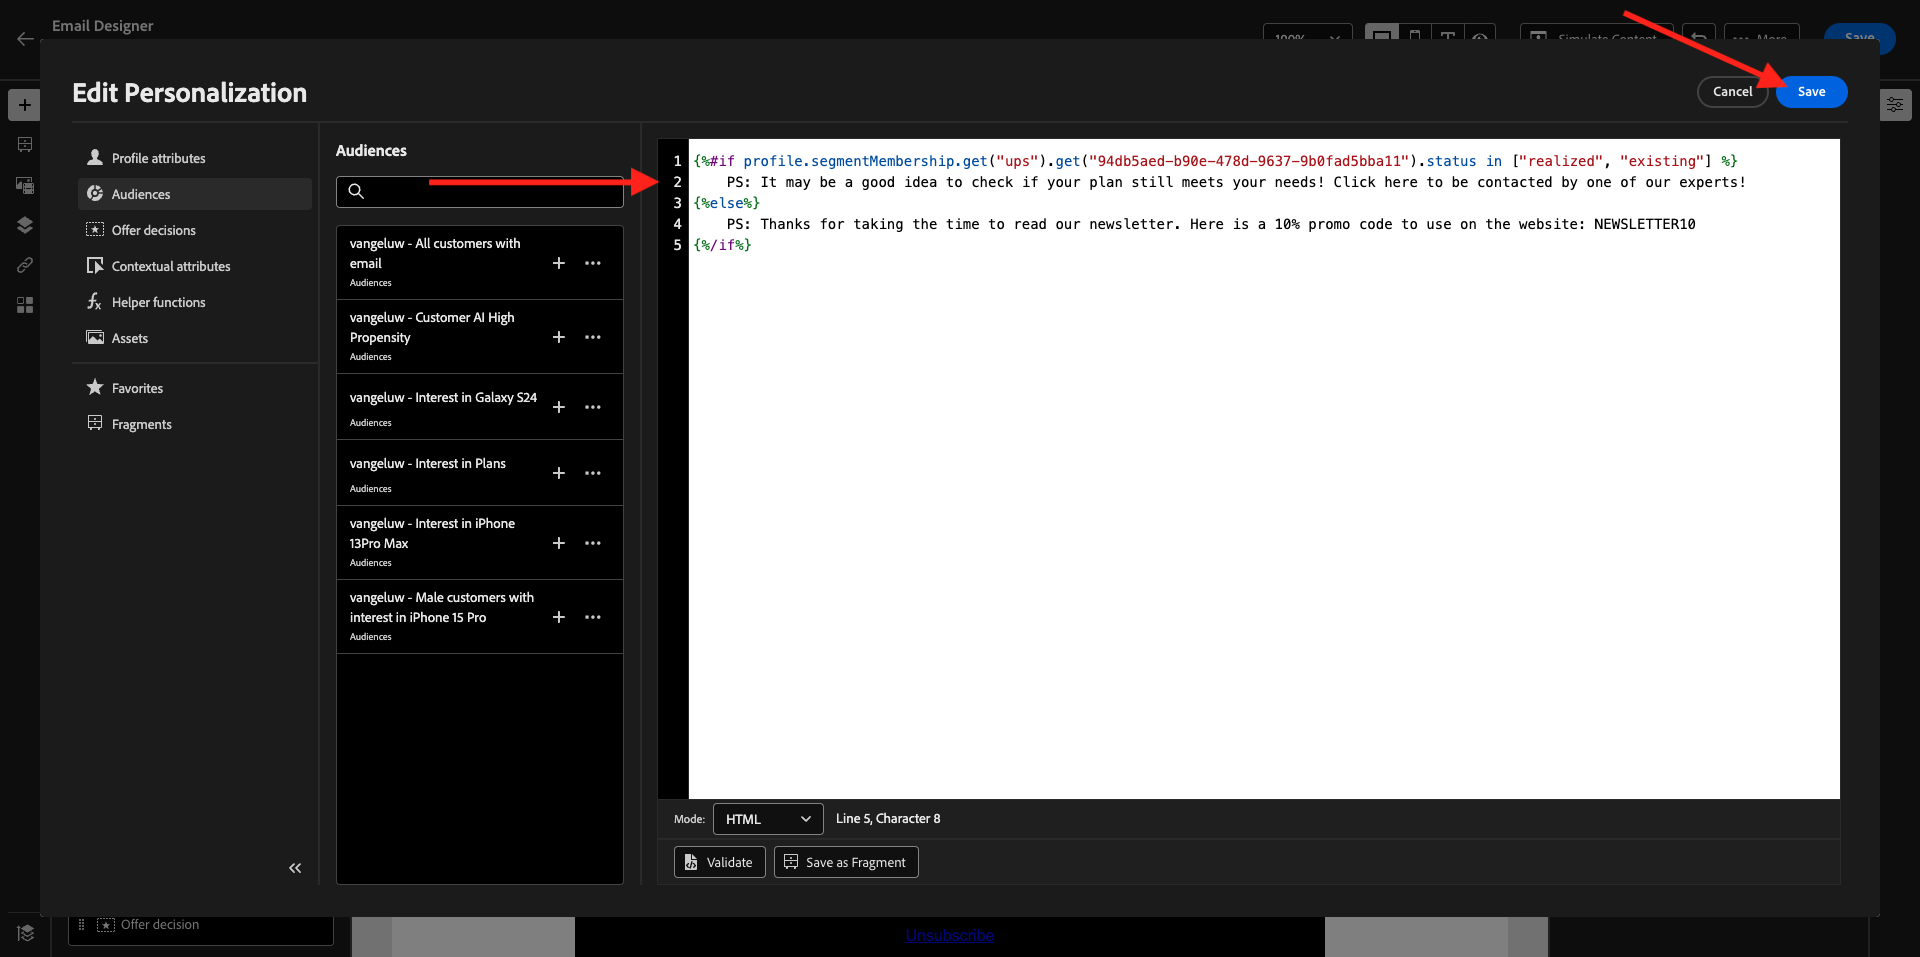 Email Designer
100%
Simulate Content
More
Save
Edit Personalization
Cancel
Save
Profile attributes
Audiences
Offer decisions
Contextual attributes
Helper functions
Assets
Favorites
Fragments
Audiences
vangeluw - All customers with
email
Audiences
vangeluw - Customer AI High
Propensity
Audiences
vangeluw - Interest in Galaxy S24
Audiences
vangeluw - Interest in Plans
Audiences
vangeluw - Interest in iPhone
13Pro Max
Audiences
vangeluw - Male customers with
interest in iPhone 15 Pro
Audiences
1 {%#if profile.segmentMembership.get("ups").get("94db5aed-b90e-478d-9637-9b0fad5bba11").status in ["realized", "existing"] %}
2 PS: It may be a good idea to check if your plan still meets your needs! Click here to be contacted by one of our experts!
3 {%else%}
4 PS: Thanks for taking the time to read our newsletter. Here is a 10% promo code to use on the website: NEWSLETTER10
5 {%/if%}
Mode: HTML Line 5, Character 8
Validate Save as Fragment
Offer decision
Unsubscribe